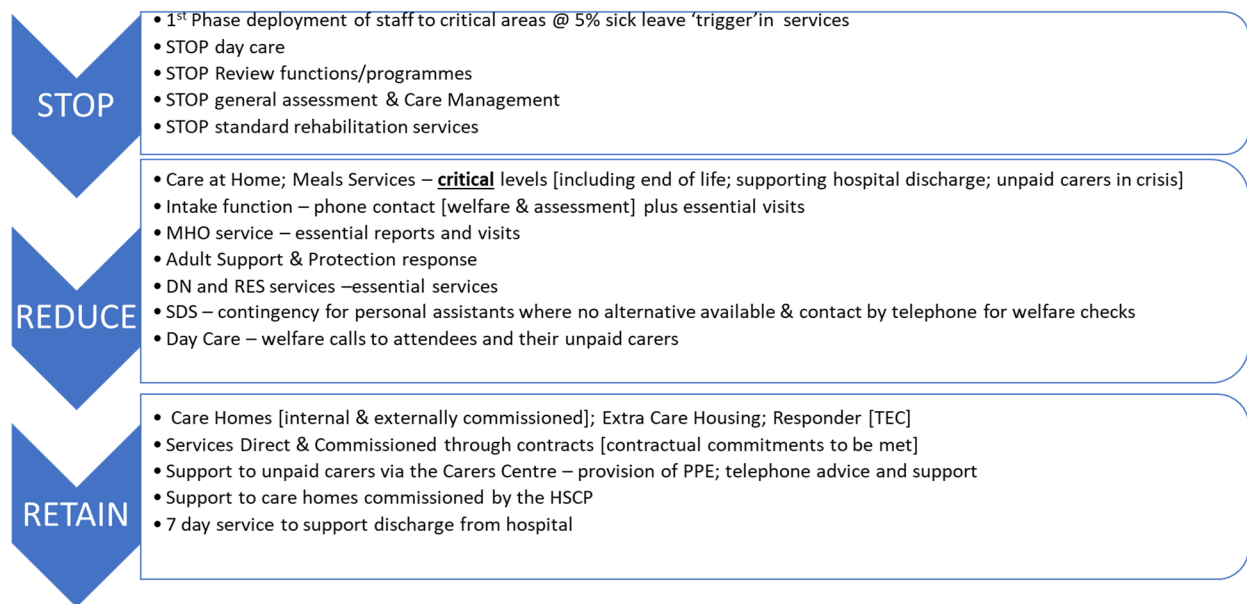 STOP
• 1st Phase deployment of staff to critical areas @ 5% sick leave ‘trigger’in services
• STOP day care
• STOP Review functions/programmes
• STOP general assessment & Care Management
• STOP standard rehabilitation services
REDUCE
• Care at Home; Meals Services – critical levels [including end of life; supporting hospital discharge; unpaid carers in crisis]
• Intake function – phone contact [welfare & assessment] plus essential visits
• MHO service – essential reports and visits
• Adult Support & Protection response
• DN and RES services –essential services
• SDS – contingency for personal assistants where no alternative available & contact by telephone for welfare checks
• Day Care – welfare calls to attendees and their unpaid carers
RETAIN
• Care Homes [internal & externally commissioned]; Extra Care Housing; Responder [TEC]
• Services Direct & Commissioned through contracts [contractual commitments to be met]
• Support to unpaid carers via the Carers Centre – provision of PPE; telephone advice and support
• Support to care homes commissioned by the HSCP
• 7 day service to support discharge from hospital